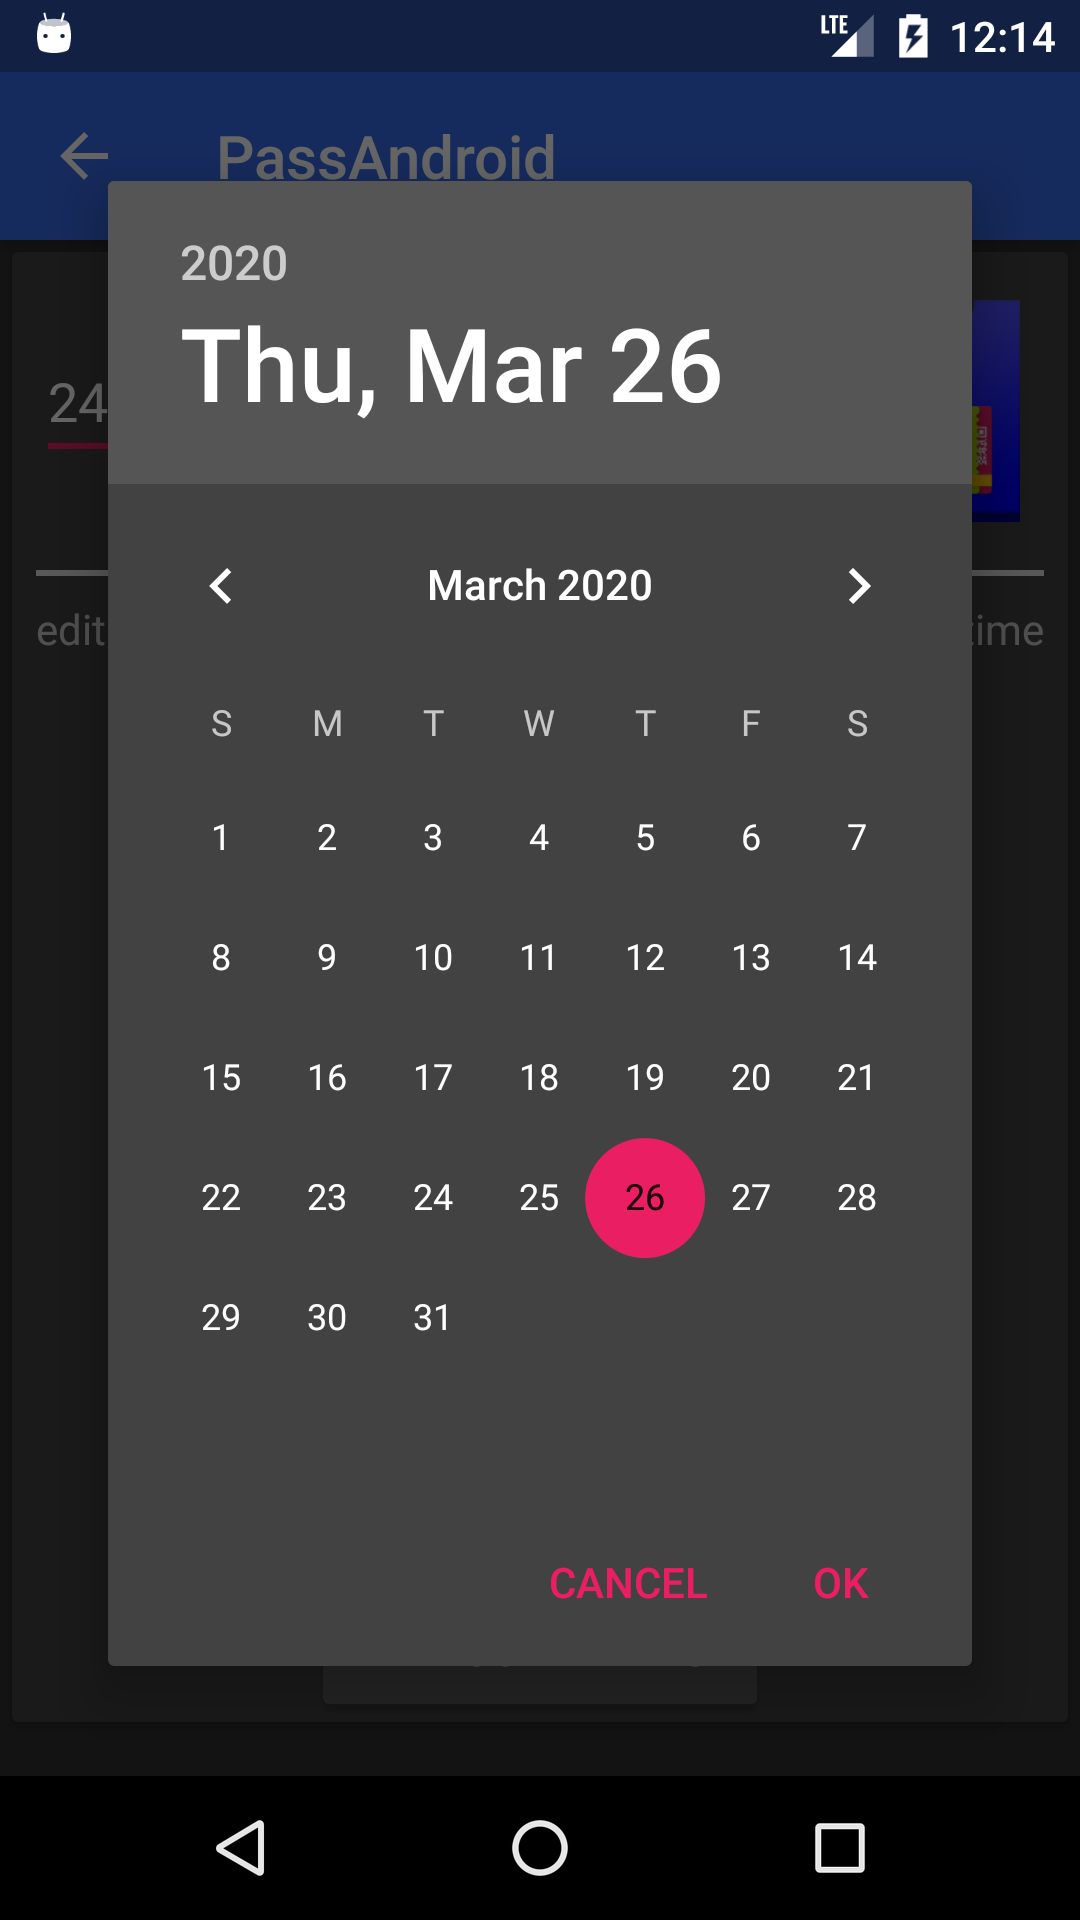 LTE 12:14
PassAndroid
2020
Thu, Mar 26
24
March 2020
edit
time
S M T W T F S
1 2 3 4 5 6 7
8 9 10 11 12 13 14
15 16 17 18 19 20 21
22 23 24 25 26 27 28
29 30 31
CANCEL OK